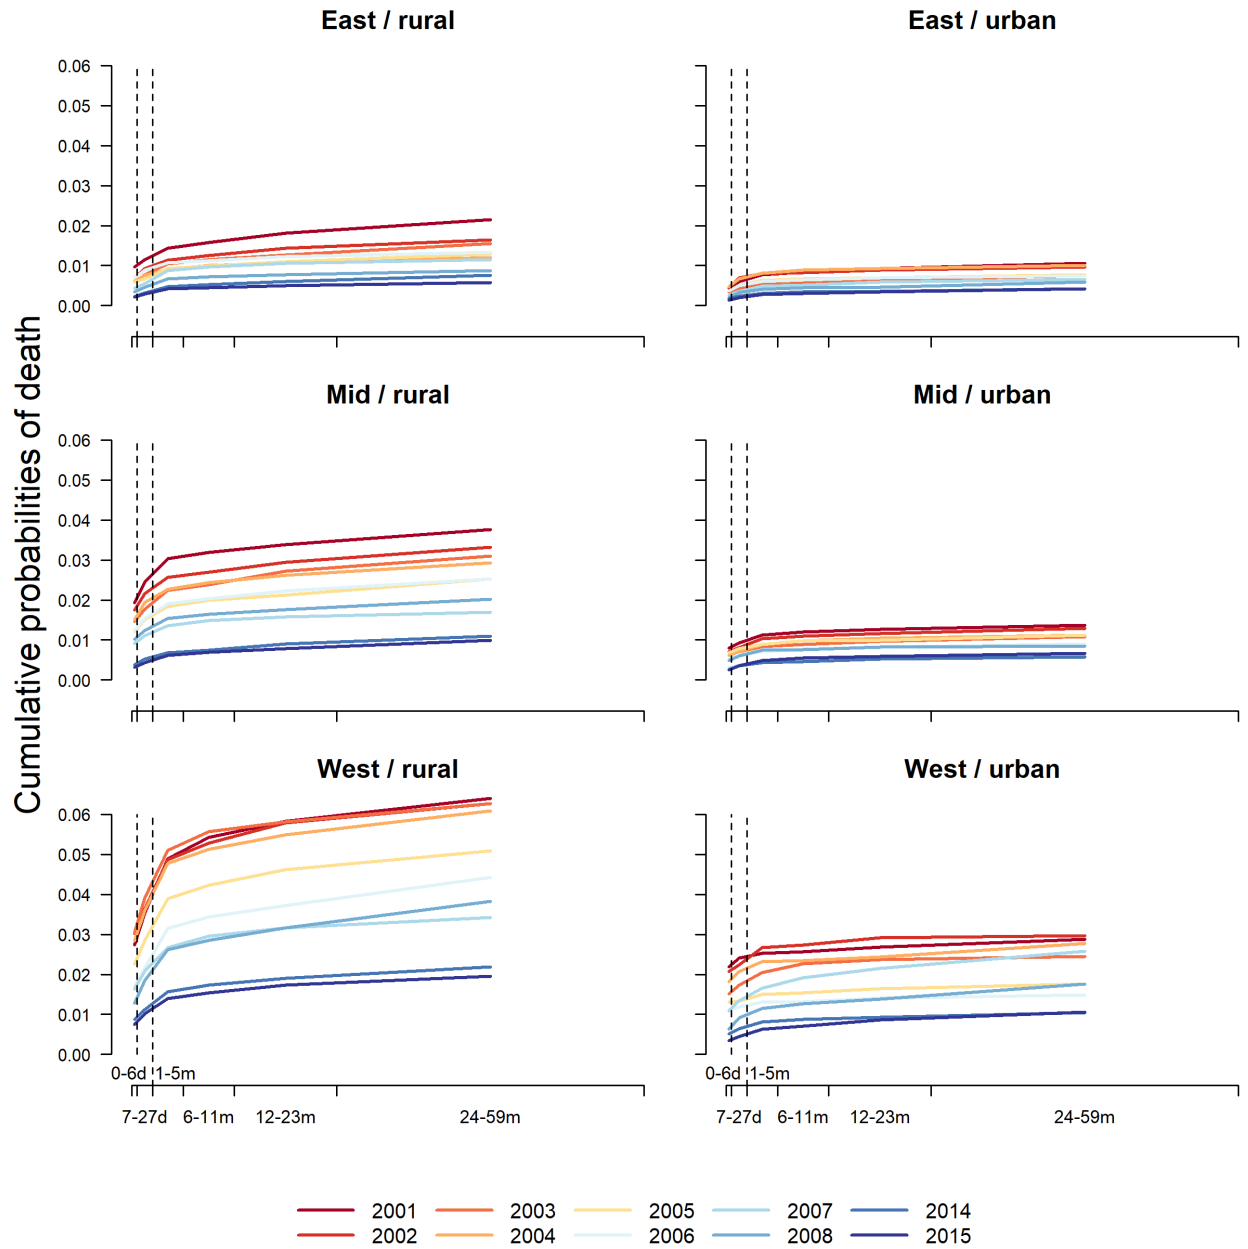 East / rural
East / urban
0.06
0.05
0.04
0.03
0.02
0.01
0.00
Mid / rural
Mid / urban
0.06
0.05
0.04
0.03
0.02
0.01
0.00
Cumulative probabilities of death
West / rural
West / urban
0.06
0.05
0.04
0.03
0.02
0.01
0.00
0-6d 1-5m
0-6d 1-5m
7-27d 6-11m 12-23m 24-59m
7-27d 6-11m 12-23m 24-59m
2001 2003 2005 2007 2014
2002 2004 2006 2008 2015